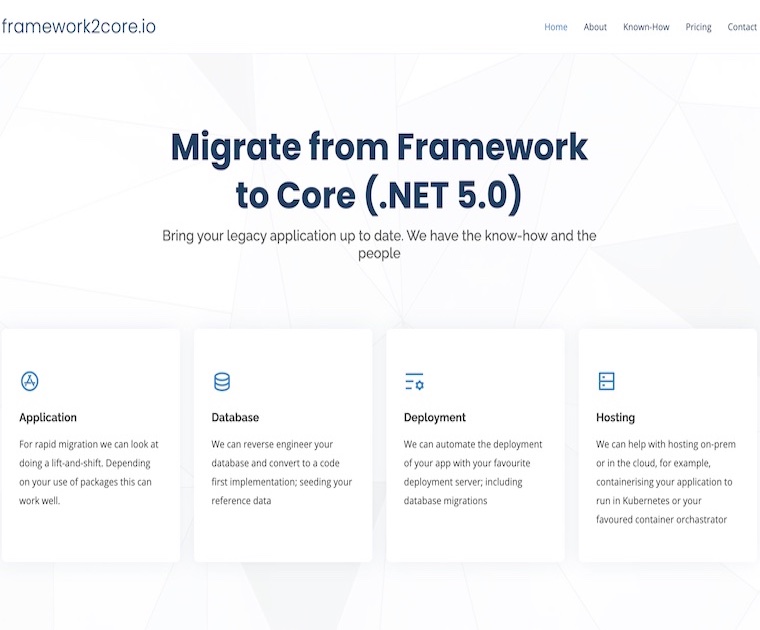 framework2core.io
Home About Known-How Pricing Contact
Migrate from Framework
to Core (.NET 5.0)
Bring your legacy application up to date. We have the know-how and the
people
Application
For rapid migration we can look at
doing a lift-and-shift. Depending
on your use of packages this can
work well.
Database
We can reverse engineer your
database and convert to a code
first implementation; seeding your
reference data
Deployment
We can automate the deployment
of your app with your favourite
deployment server; including
database migrations
Hosting
We can help with hosting on-prem
or in the cloud, for example,
containerising your application to
run in Kubernetes or your
favoured container orchastrator